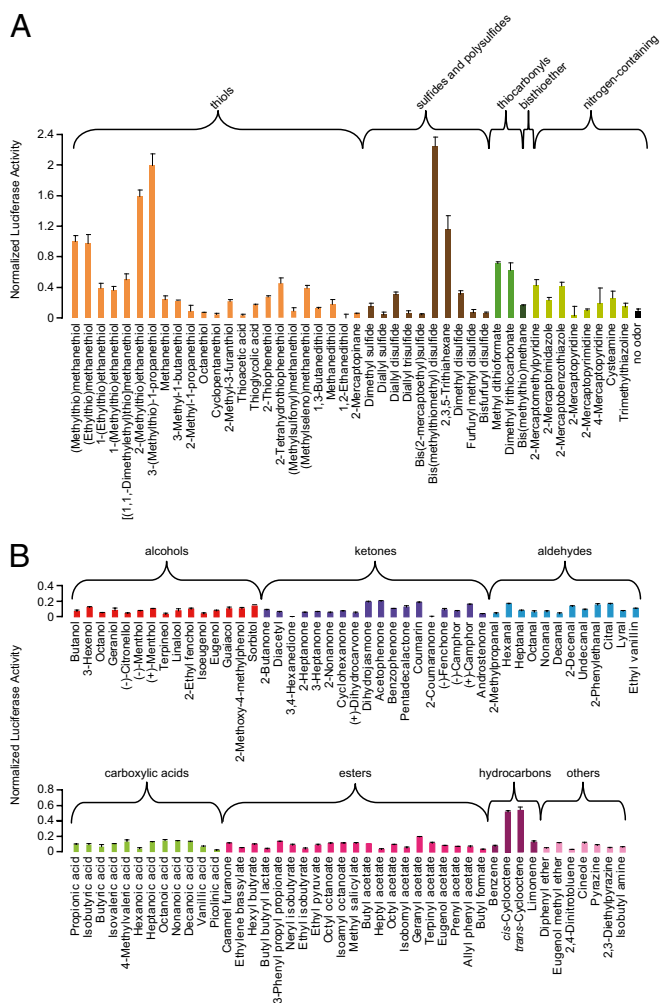 A
thiols
sulfides and polysulfides
thiocarbonyls
bisthioether
nitrogen-containing
Normalized Luciferase Activity
2.4
2
1.6
1.2
0.8
0.4
0
(Methylthio)methanethiol
(Ethylthio)methanethiol
1-(Ethylthio)ethanethiol
1-(Methylthio)ethanethiol
[(1,1,-Dimethylethyl)thio)methanethiol
2-(Methylthio)ethanethiol
3-(Methylthio)-1-propanethiol
Methanethiol
3-Methyl-1-butanethiol
2-Methyl-1-propanethiol
Octanethiol
Cyclopentanethiol
2-Methyl-3-furanthiol
Thioacetic acid
Thioglycolic acid
2-Thiophenethiol
2-Tetrahydrothiophenethiol
(Methylsulfonyl)methanethiol
(Methylseleno)methanethiol
1,3-Butanedithiol
Methanedithiol
1,2-Ethanedithiol
2-Mercaptopinane
Dimethyl sulfide
Diallyl sulfide
Dialyl disulfide
Dialyl trisulfide
Bis(2-mercaptoethyl)sulfide
Bis(methylthiomethyl) disulfide
2,3,5-Trithiahexane
Dimethyl disulfide
Furfuryl methyl disulfide
Bisfurfuryl disulfide
Methyl dithioformate
Dimethyl trithiocarbonate
Bis(methylthio)methane
2-Mercaptomethylpyridine
2-Mercaptoimidazole
2-Mercaptobenzothiazole
2-Mercaptopyridine
2-Mercaptopyrimidine
4-Mercaptopyridine
Cysteamine
Trimethylthiazoline
no odor
B
alcohols
ketones
aldehydes
Normalized Luciferase Activity
0.4
0.2
0
Butanol
3-Hexenol
Octanol
Geraniol
(-)-Citronellol
(-)-Menthol
(+)-Menthol
Terpineol
Linalool
2-Ethyl fenchol
Isoeugenol
Eugenol
Guaiacol
2-Methoxy-4-methylphenol
Sorbitol
2-Butanone
Diacetyl
3,4-Hexanedione
2-Heptanone
3-Heptanone
2-Nonanone
Cyclohexanone
(+)-Dihydrocarvone
Dihydrojasmone
Acetophenone
Benzophenone
Pentadecalactone
Coumarin
2-Coumaranone
(-)-Fenchone
(-)-Camphor
(+)-Camphor
Androstenone
2-Methylpropanal
Hexanal
Heptanal
Octanal
Nonanal
Decanal
2-Decenal
Undecanal
2-Phenylethanal
Citral
Lyral
Ethyl vanillin
carboxylic acids
esters
hydrocarbons
others
0.8
0.6
0.4
0.2
0
Propionic acid
Isobutyric acid
Butyric acid
Isovaleric acid
4-Methylvaleric acid
Hexanoic acid
Heptanoic acid
Octanoic acid
Nonanoic acid
Decanoic acid
Vanillic acid
Picolinic acid
Caramel furanone
Ethylene brassylate
Hexyl butyrate
Butyl butyryl lactate
3-Phenyl propyl propionate
Neryl isobutyrate
Ethyl isobutyrate
Ethyl pyruvate
Octyl octanoate
Isoamyl octanoate
Methyl salicylate
Butyl acetate
Heptyl acetate
Octyl acetate
Isobomyl acetate
Geranyl acetate
Terpinyl acetate
Eugenol acetate
Prenyl acetate
Allyl phenyl acetate
Butyl formate
Benzene
cis-Cyclooctene
trans-Cyclooctene
Limonene
Diphenyl ether
Eugenol methyl ether
2,4-Dinitrotoluene
Cineole
Pyrazine
2,3-Diethylpyrazine
Isobutyl amine